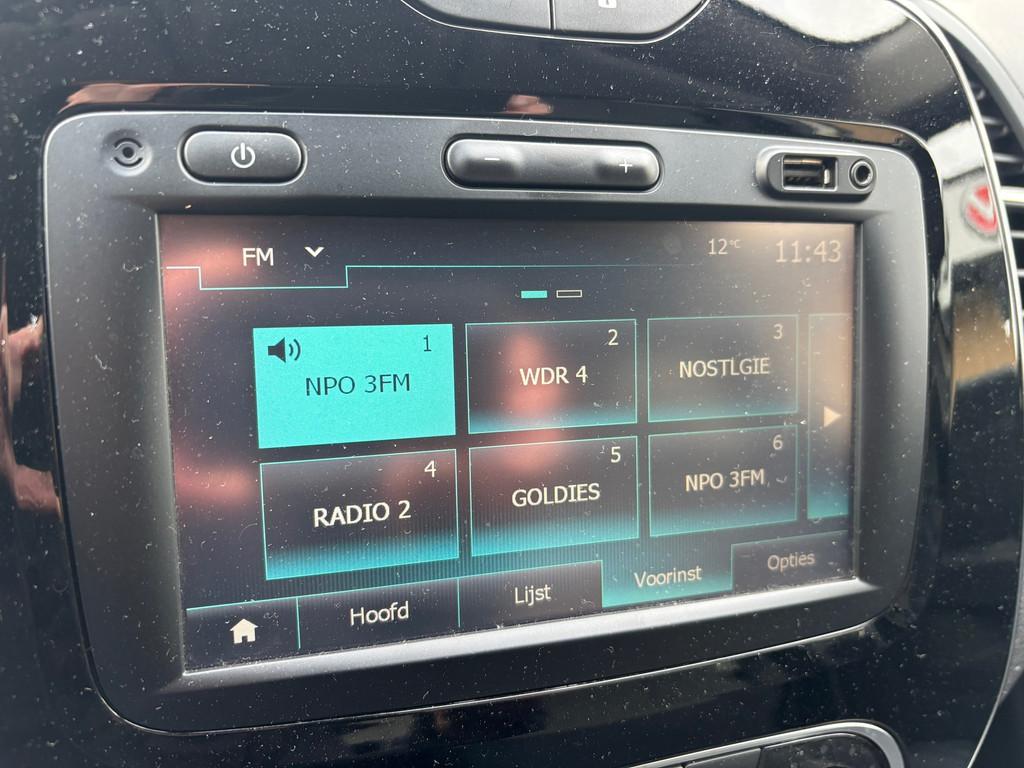 FM
12°C
11:43
1
NPO 3FM
2
WDR 4
3
NOSTLGIE
4
RADIO 2
5
GOLDIES
6
NPO 3FM
Hoofd
Lijst
Voorinst
Opties